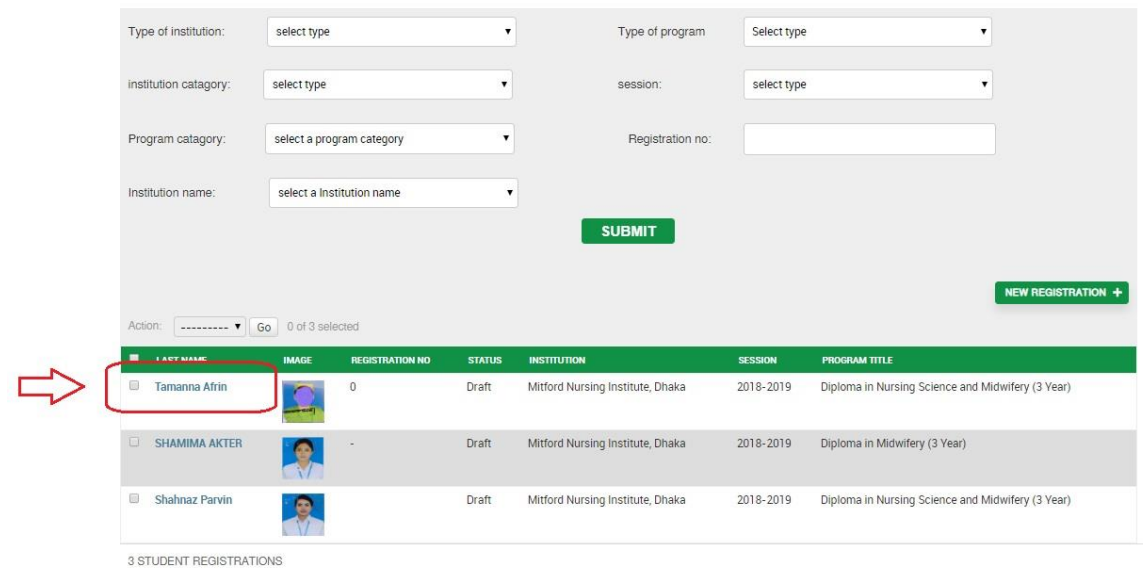 Type of institution: select type Type of program Select type
institution catagory: select type session: select type
Program catagory: select a program category Registration no:
Institution name: select a Institution name
SUBMIT
NEW REGISTRATION +
Action: --------- Go 0 of 3 selected
LAST NAME IMAGE REGISTRATION NO STATUS INSTITUTION SESSION PROGRAM TITLE
Tamanna Afrin 0 Draft Mitford Nursing Institute, Dhaka 2018-2019 Diploma in Nursing Science and Midwifery (3 Year)
SHAMIMA AKTER - Draft Mitford Nursing Institute, Dhaka 2018-2019 Diploma in Midwifery (3 Year)
Shahnaz Parvin Draft Mitford Nursing Institute, Dhaka 2018-2019 Diploma in Nursing Science and Midwifery (3 Year)
3 STUDENT REGISTRATIONS